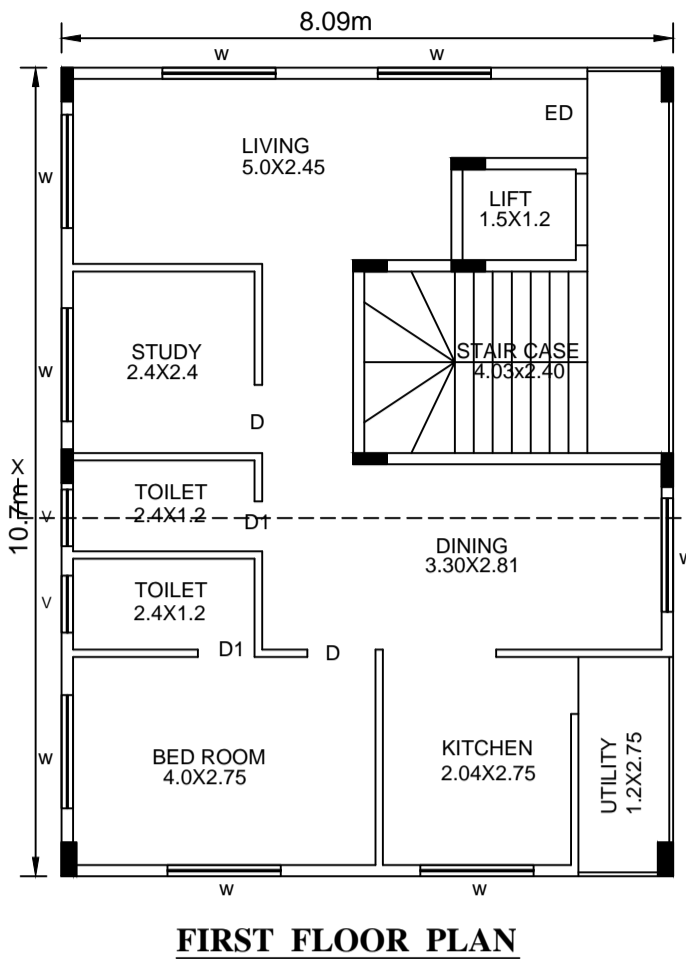 8.09m
W
W
ED
LIVING
5.0X2.45
W
LIFT
1.5X1.2
STUDY
2.4X2.4
W
STAIR CASE
4.03x2.40
D
X
10.7m
TOILET
2.4X1.2
V
D1
DINING
3.30X2.81
W
TOILET
2.4X1.2
V
D1
D
BED ROOM
4.0X2.75
W
KITCHEN
2.04X2.75
UTILITY
1.2X2.75
W
W
FIRST FLOOR PLAN